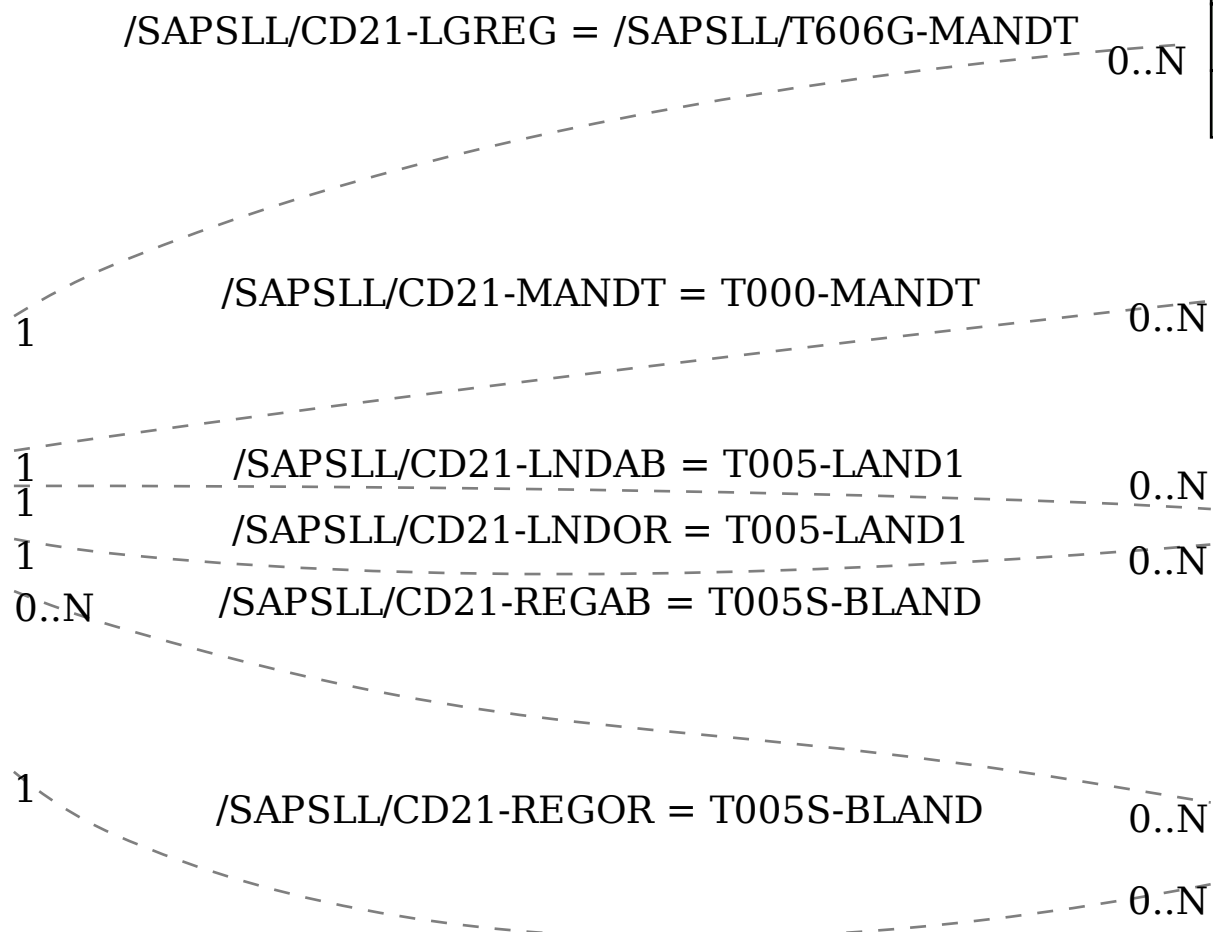 /SAPSLL/CD21-LGREG = /SAPSLL/T606G-MANDT
0..N
/SAPSLL/CD21-MANDT = T000-MANDT
0..N
1
/SAPSLL/CD21-LNDAB = T005-LAND1
1
0..N
1
/SAPSLL/CD21-LNDOR = T005-LAND1
1
0..N
/SAPSLL/CD21-REGAB = T005S-BLAND
0..N
1
/SAPSLL/CD21-REGOR = T005S-BLAND
0..N
0..N